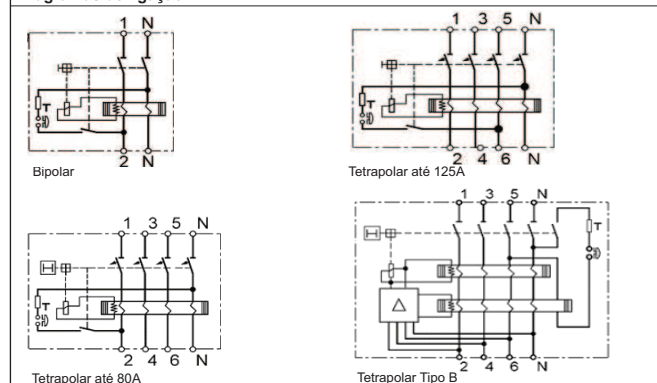 1 N
T
2 N
Bipolar
1 3 5 N
T
2 4 6 N
Tetrapolar até 125A
1 3 5 N
T
2 4 6 N
Tetrapolar até 80A
1 3 5 N
T
2 4 6 N
Tetrapolar Tipo B